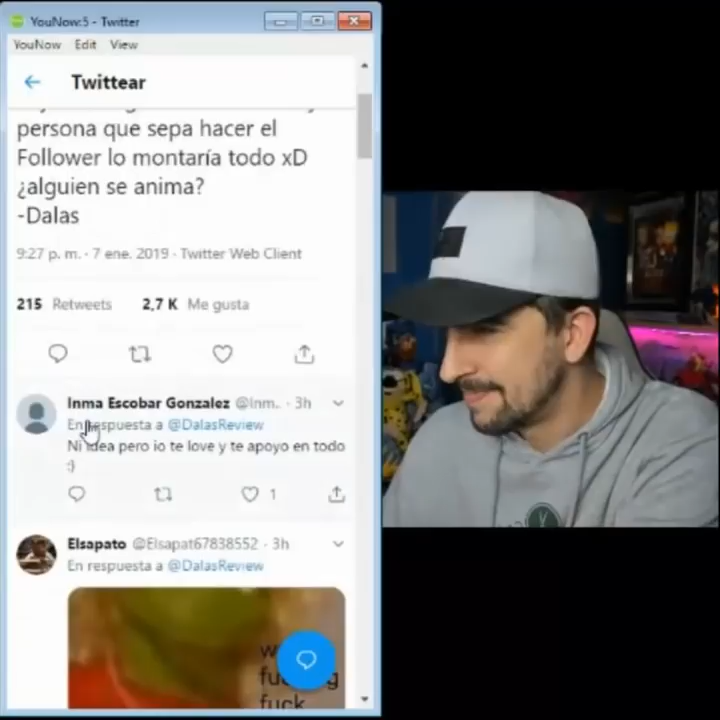 YouNow:5 - Twitter
YouNow Edit View
Twittear
persona que sepa hacer el
Follower lo montaría todo xD
¿alguien se anima?
-Dalas
9:27 p. m. · 7 ene. 2019 · Twitter Web Client
215 Retweets 2,7 K Me gusta
Inma Escobar Gonzalez @Inm. · 3h
En respuesta a @DalasReview
Ni idea pero io te love y te apoyo en todo
:)
1
Elsapato @Elsapat67838552 · 3h
En respuesta a @DalasReview
fuck